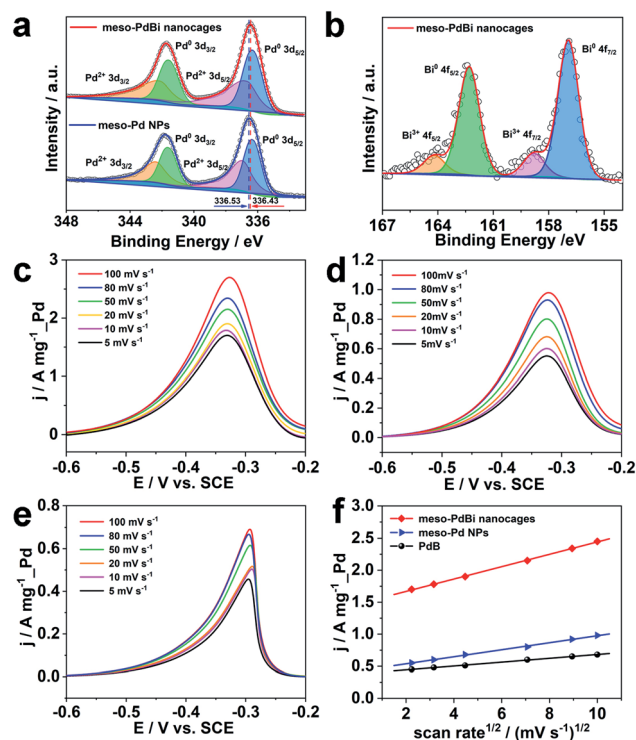 a
meso-PdBi nanocages
Pd⁰ 3d₅/₂
Pd⁰ 3d₃/₂
Pd²⁺ 3d₃/₂
Pd²⁺ 3d₅/₂
meso-Pd NPs
Pd⁰ 3d₃/₂
Pd⁰ 3d₅/₂
Pd²⁺ 3d₃/₂
Pd²⁺ 3d₅/₂
336.53
336.43
Intensity / a.u.
348 344 340 336
Binding Energy / eV
b
meso-PdBi nanocages
Bi⁰ 4f₇/₂
Bi⁰ 4f₅/₂
Bi³⁺ 4f₅/₂
Bi³⁺ 4f₇/₂
Intensity / a.u.
167 164 161 158 155
Binding Energy /eV
c
100 mV s⁻¹
80 mV s⁻¹
50 mV s⁻¹
20 mV s⁻¹
10 mV s⁻¹
5 mV s⁻¹
j / A mg⁻¹_Pd
3
2
1
0
-0.6 -0.5 -0.4 -0.3 -0.2
E / V vs. SCE
d
100mV s⁻¹
80mV s⁻¹
50mV s⁻¹
20mV s⁻¹
10mV s⁻¹
5mV s⁻¹
j / A mg⁻¹_Pd
1.2
1.0
0.8
0.6
0.4
0.2
0.0
-0.6 -0.5 -0.4 -0.3 -0.2
E / V vs. SCE
e
100 mV s⁻¹
80 mV s⁻¹
50 mV s⁻¹
20 mV s⁻¹
10 mV s⁻¹
5 mV s⁻¹
j / A mg⁻¹_Pd
0.8
0.6
0.4
0.2
0.0
-0.6 -0.5 -0.4 -0.3 -0.2
E / V vs. SCE
f
meso-PdBi nanocages
meso-Pd NPs
PdB
j / A mg⁻¹_Pd
3.0
2.5
2.0
1.5
1.0
0.5
0.0
2 4 6 8 10
scan rate¹/² / (mV s⁻¹)¹/²